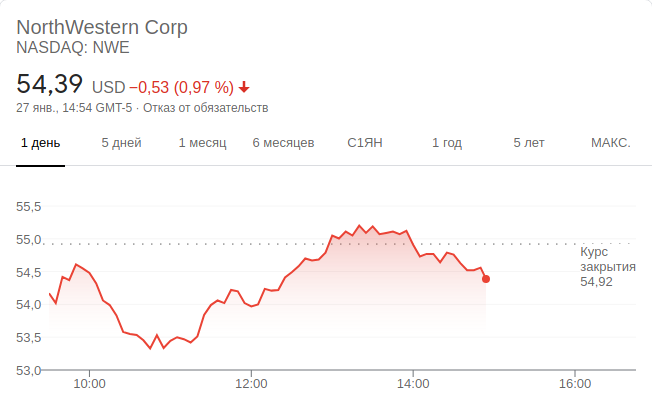 NorthWestern Corp
NASDAQ: NWE
54,39 USD −0,53 (0,97 %)
27 янв., 14:54 GMT-5 · Отказ от обязательств
1 день 5 дней 1 месяц 6 месяцев С1ЯН 1 год 5 лет МАКС.
55,5
55,0
Курс
закрытия
54,92
54,5
54,0
53,5
53,0
10:00 12:00 14:00 16:00